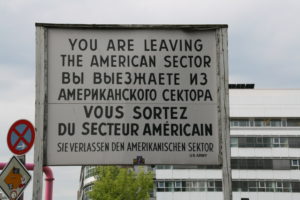 YOU ARE LEAVING
THE AMERICAN SECTOR
ВЫ ВЫЕЗЖАЕТЕ ИЗ
АМЕРИКАНСКОГО СЕКТОРА
VOUS SORTEZ
DU SECTEUR AMÉRICAIN
SIE VERLASSEN DEN AMERIKANISCHEN SEKTOR
U.S. ARMY